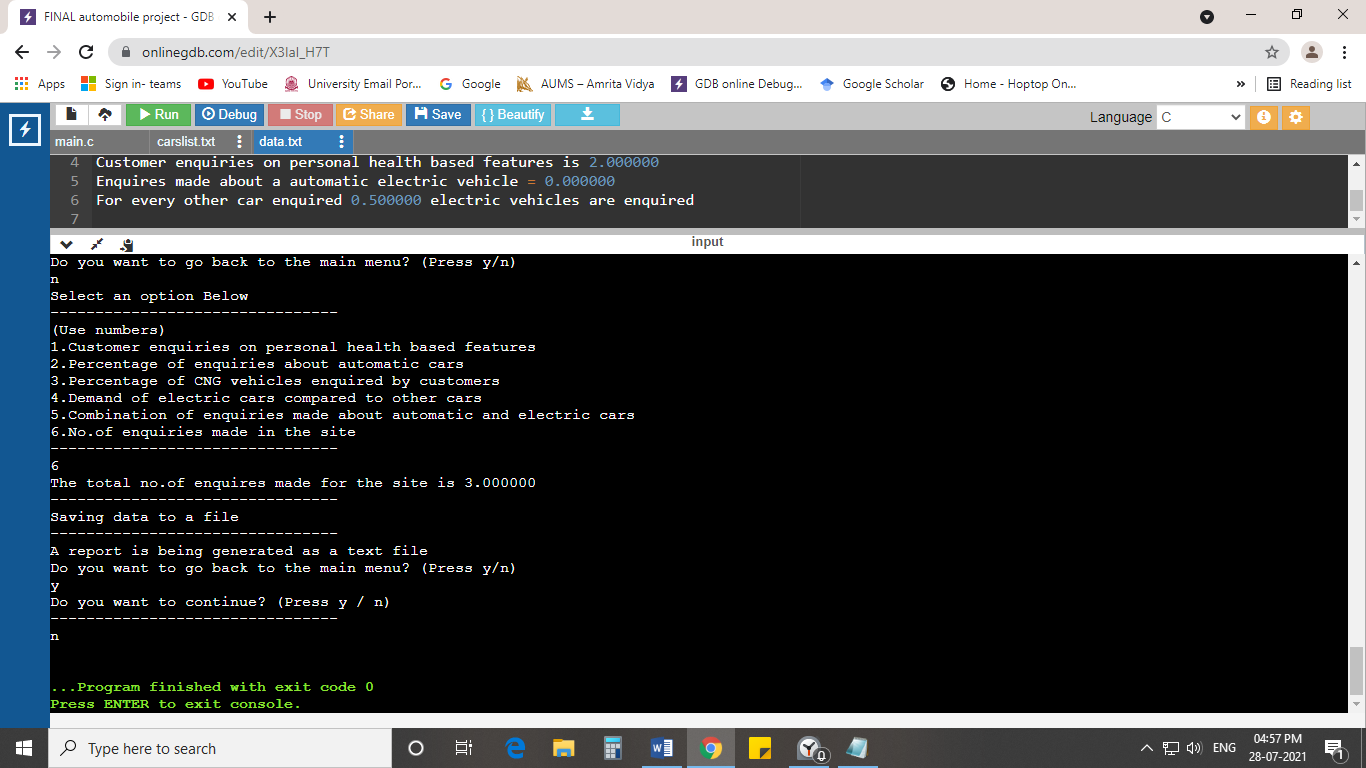 FINAL automobile project - GDB
onlinegdb.com/edit/X3Ial_H7T
Apps Sign in- teams YouTube University Email Por... Google AUMS – Amrita Vidya GDB online Debug... Google Scholar Home - Hoptop On... » Reading list
Run Debug Stop Share Save { } Beautify Language C
main.c carslist.txt data.txt
4 Customer enquiries on personal health based features is 2.000000
5 Enquires made about a automatic electric vehicle = 0.000000
6 For every other car enquired 0.500000 electric vehicles are enquired
7
input
Do you want to go back to the main menu? (Press y/n)
n
Select an option Below
--------------------------------
(Use numbers)
1.Customer enquiries on personal health based features
2.Percentage of enquiries about automatic cars
3.Percentage of CNG vehicles enquired by customers
4.Demand of electric cars compared to other cars
5.Combination of enquiries made about automatic and electric cars
6.No.of enquiries made in the site
--------------------------------
6
The total no.of enquires made for the site is 3.000000
--------------------------------
Saving data to a file
--------------------------------
A report is being generated as a text file
Do you want to go back to the main menu? (Press y/n)
y
Do you want to continue? (Press y / n)
--------------------------------
n
...Program finished with exit code 0
Press ENTER to exit console.
Type here to search
ENG
04:57 PM
28-07-2021
1